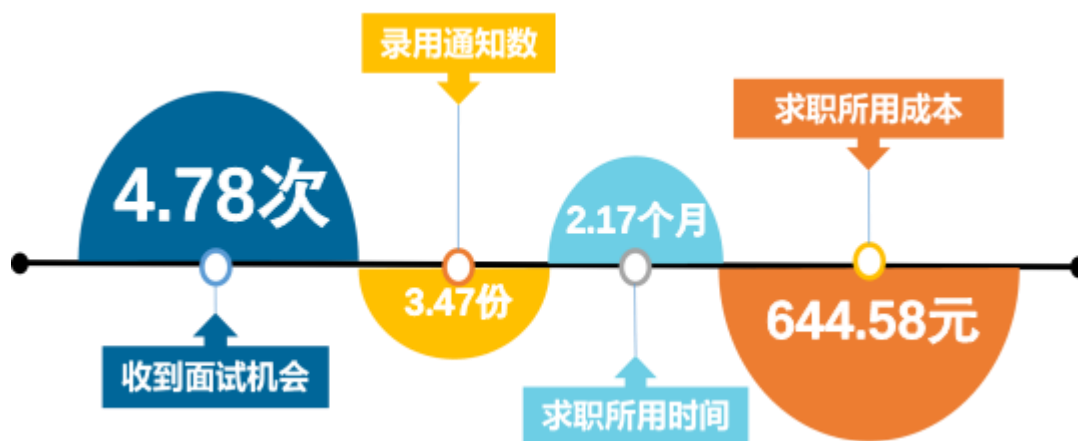 录用通知数
求职所用成本
4.78次
2.17个月
3.47份
644.58元
收到面试机会
求职所用时间